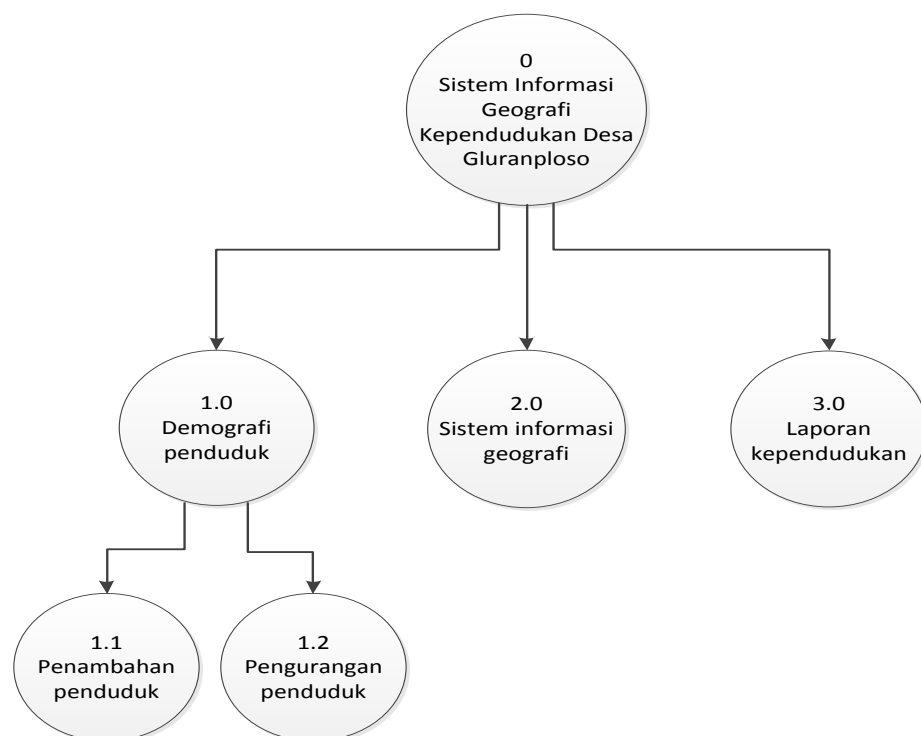 0
Sistem Informasi
Geografi
Kependudukan Desa
Gluranploso
1.0
Demografi
penduduk
2.0
Sistem informasi
geografi
3.0
Laporan
kependudukan
1.1
Penambahan
penduduk
1.2
Pengurangan
penduduk